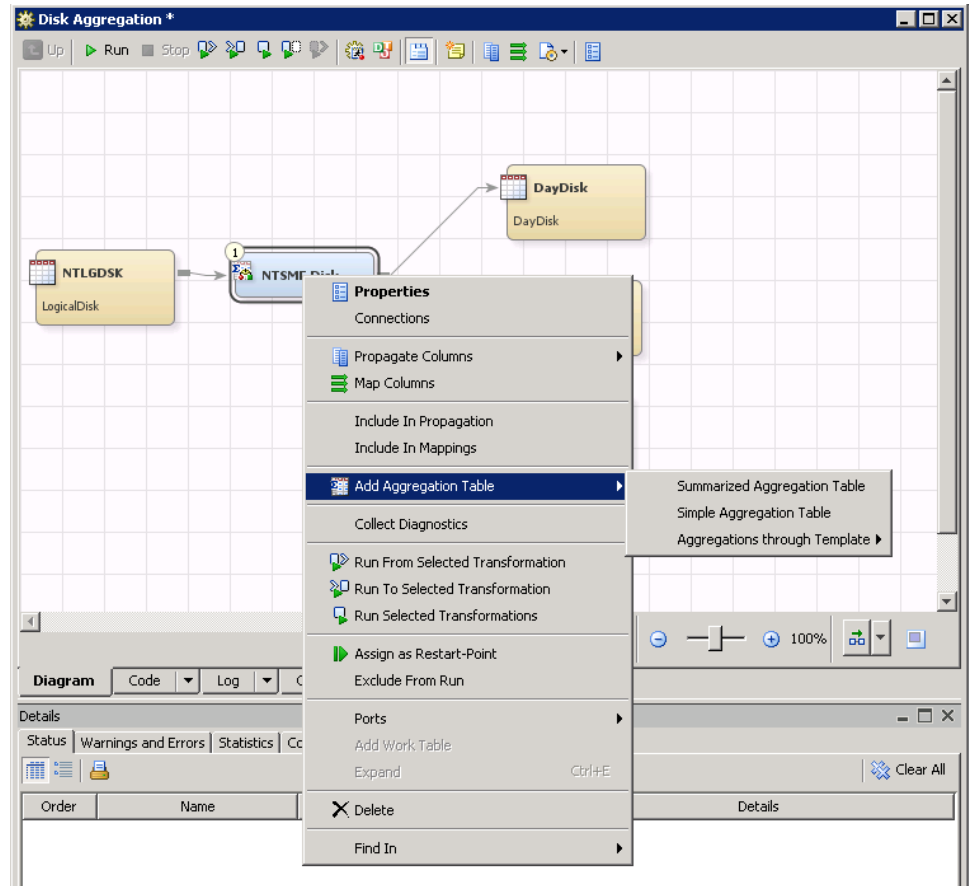 Disk Aggregation *
Up Run Stop
DayDisk
DayDisk
1
NTLGDSK
NTSMF Disk
LogicalDisk
Properties
Connections
Propagate Columns
Map Columns
Include In Propagation
Include In Mappings
Add Aggregation Table
Summarized Aggregation Table
Simple Aggregation Table
Aggregations through Template
Collect Diagnostics
Run From Selected Transformation
Run To Selected Transformation
Run Selected Transformations
100%
Assign as Restart-Point
Exclude From Run
Diagram Code Log
Ports
Details
Status Warnings and Errors Statistics
Add Work Table
Expand Ctrl+E
Clear All
Order Name Details
Delete
Find In